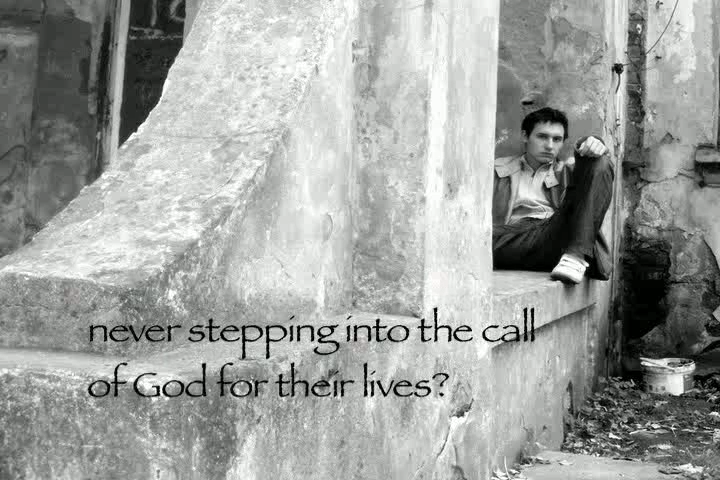 never stepping into the call
of God for their lives?